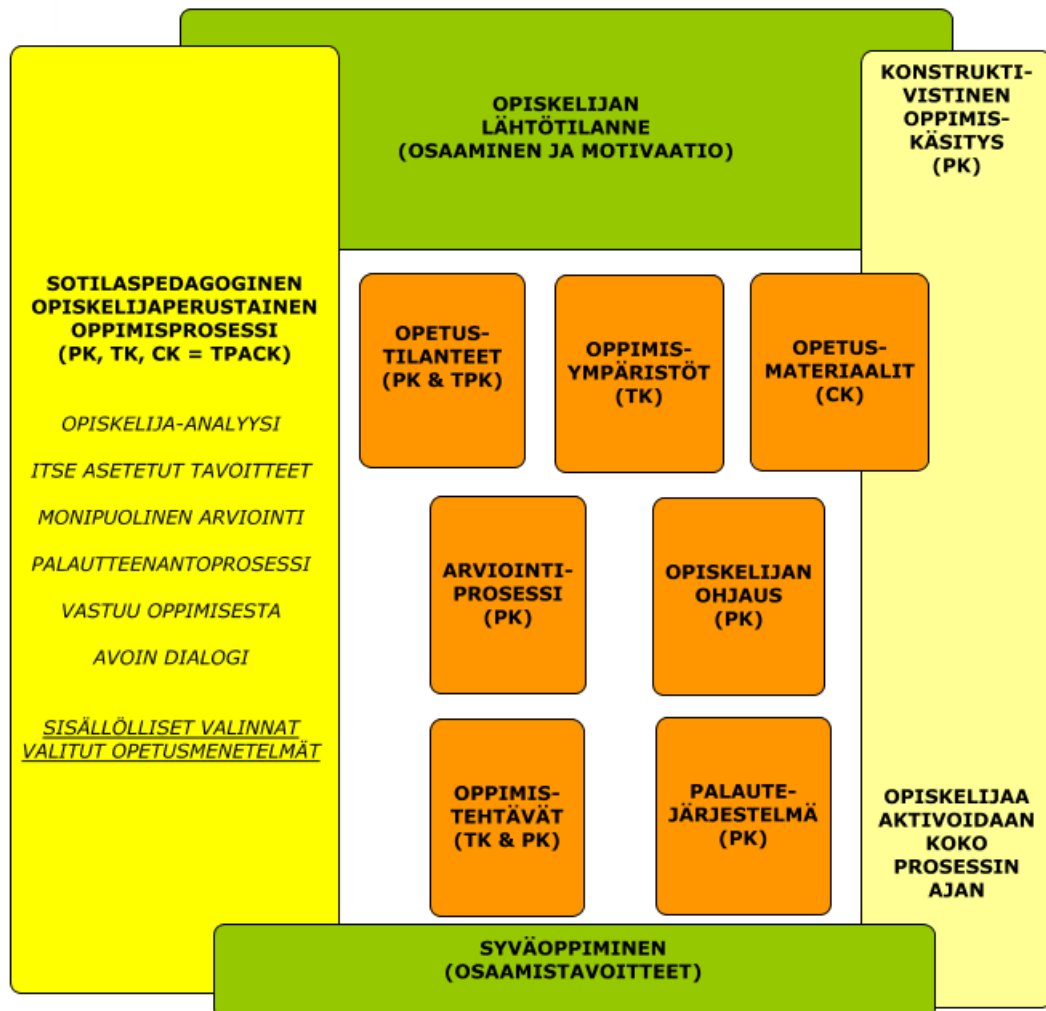 OPISKELIJAN
LÄHTÖTILANNE
(OSAAMINEN JA MOTIVAATIO)
KONSTRUKTI-
VISTINEN
OPPIMIS-
KÄSITYS
(PK)
SOTILASPEDAGOGINEN
OPISKELIJAPERUSTAINEN
OPPIMISPROSESSI
(PK, TK, CK = TPACK)
OPISKELIJA-ANALYYSI
ITSE ASETETUT TAVOITTEET
MONIPUOLINEN ARVIOINTI
PALAUTTEENANTOPROSESSI
VASTUU OPPIMISESTA
AVOIN DIALOGI
SISÄLLÖLLISET VALINNAT
VALITUT OPETUSMENETELMÄT
OPETUS-
TILANTEET
(PK & TPK)
OPPIMIS-
YMPÄRISTÖT
(TK)
OPETUS-
MATERIAALIT
(CK)
ARVIOINTI-
PROSESSI
(PK)
OPISKELIJAN
OHJAUS
(PK)
OPPIMIS-
TEHTÄVÄT
(TK & PK)
PALAUTE-
JÄRJESTELMÄ
(PK)
OPISKELIJAA
AKTIVOIDAAN
KOKO
PROSESSIN
AJAN
SYVÄOPPIMINEN
(OSAAMISTAVOITTEET)